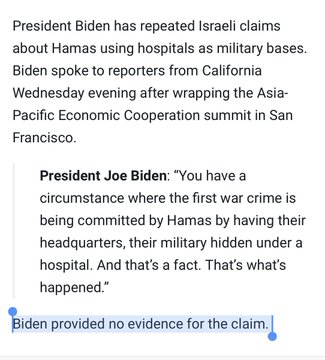 President Biden has repeated Israeli claims
about Hamas using hospitals as military bases.
Biden spoke to reporters from California
Wednesday evening after wrapping the Asia-
Pacific Economic Cooperation summit in San
Francisco.
President Joe Biden: “You have a
circumstance where the first war crime is
being committed by Hamas by having their
headquarters, their military hidden under a
hospital. And that’s a fact. That’s what’s
happened.”
Biden provided no evidence for the claim.